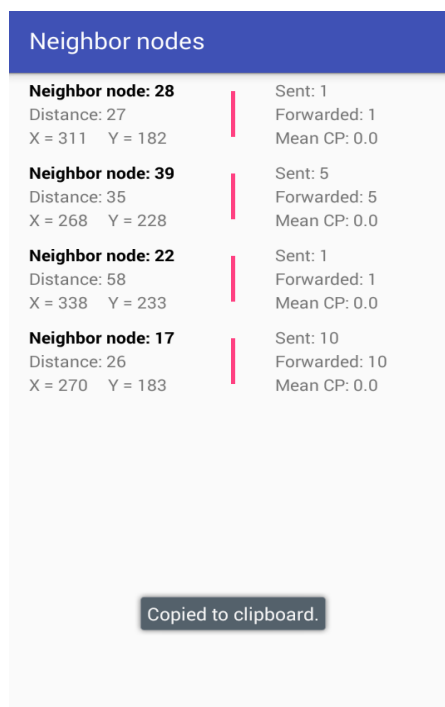 Neighbor nodes
Neighbor node: 28
Distance: 27
X = 311 Y = 182
Sent: 1
Forwarded: 1
Mean CP: 0.0
Neighbor node: 39
Distance: 35
X = 268 Y = 228
Sent: 5
Forwarded: 5
Mean CP: 0.0
Neighbor node: 22
Distance: 58
X = 338 Y = 233
Sent: 1
Forwarded: 1
Mean CP: 0.0
Neighbor node: 17
Distance: 26
X = 270 Y = 183
Sent: 10
Forwarded: 10
Mean CP: 0.0
Copied to clipboard.